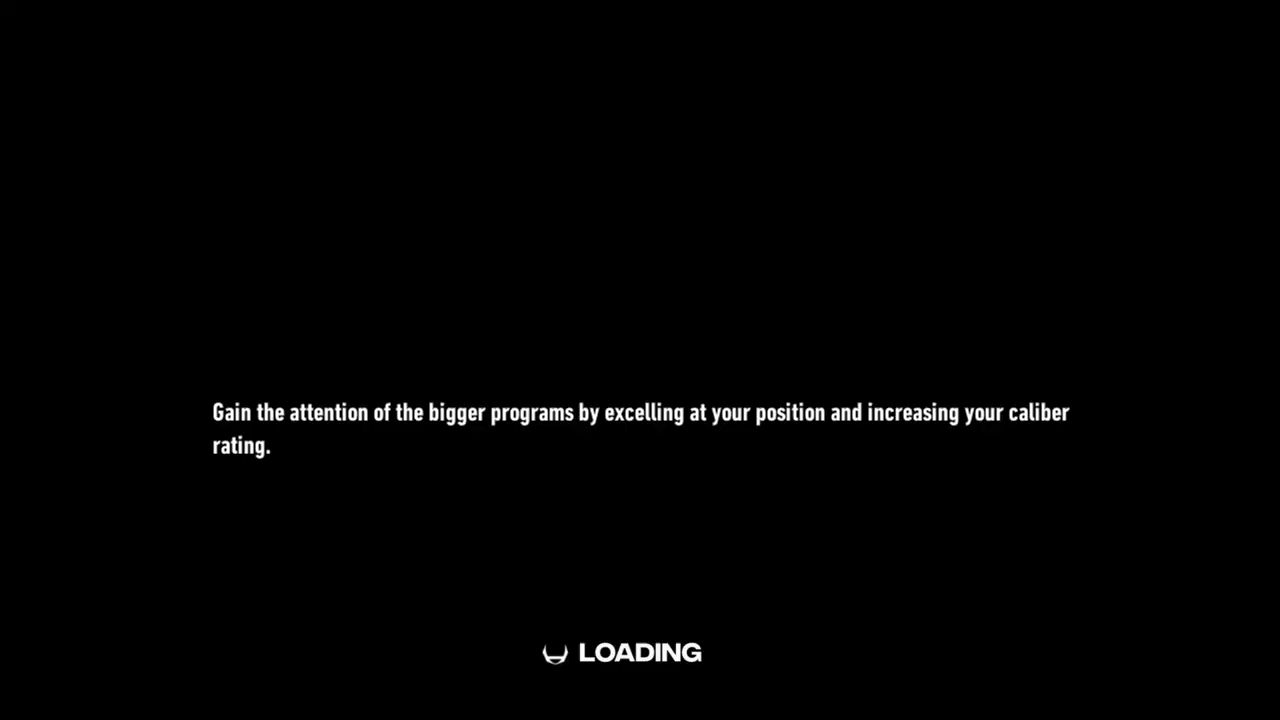 Gain the attention of the bigger programs by excelling at your position and increasing your caliber
rating.
LOADING